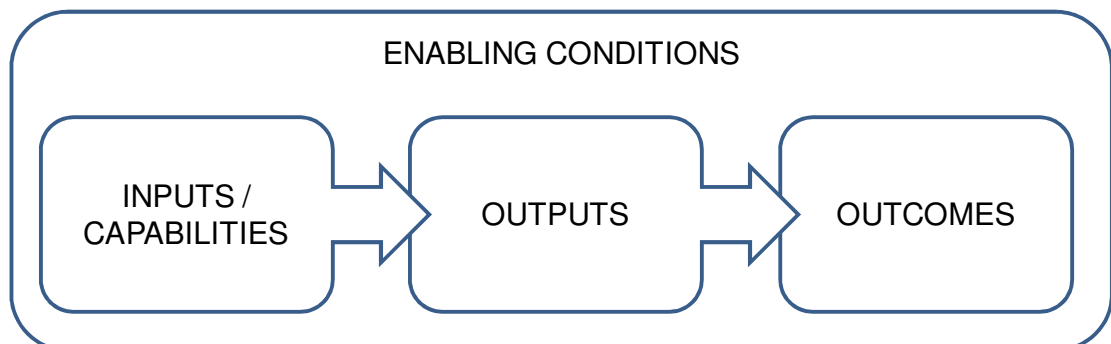 ENABLING CONDITIONS
INPUTS /
CAPABILITIES
OUTPUTS
OUTCOMES